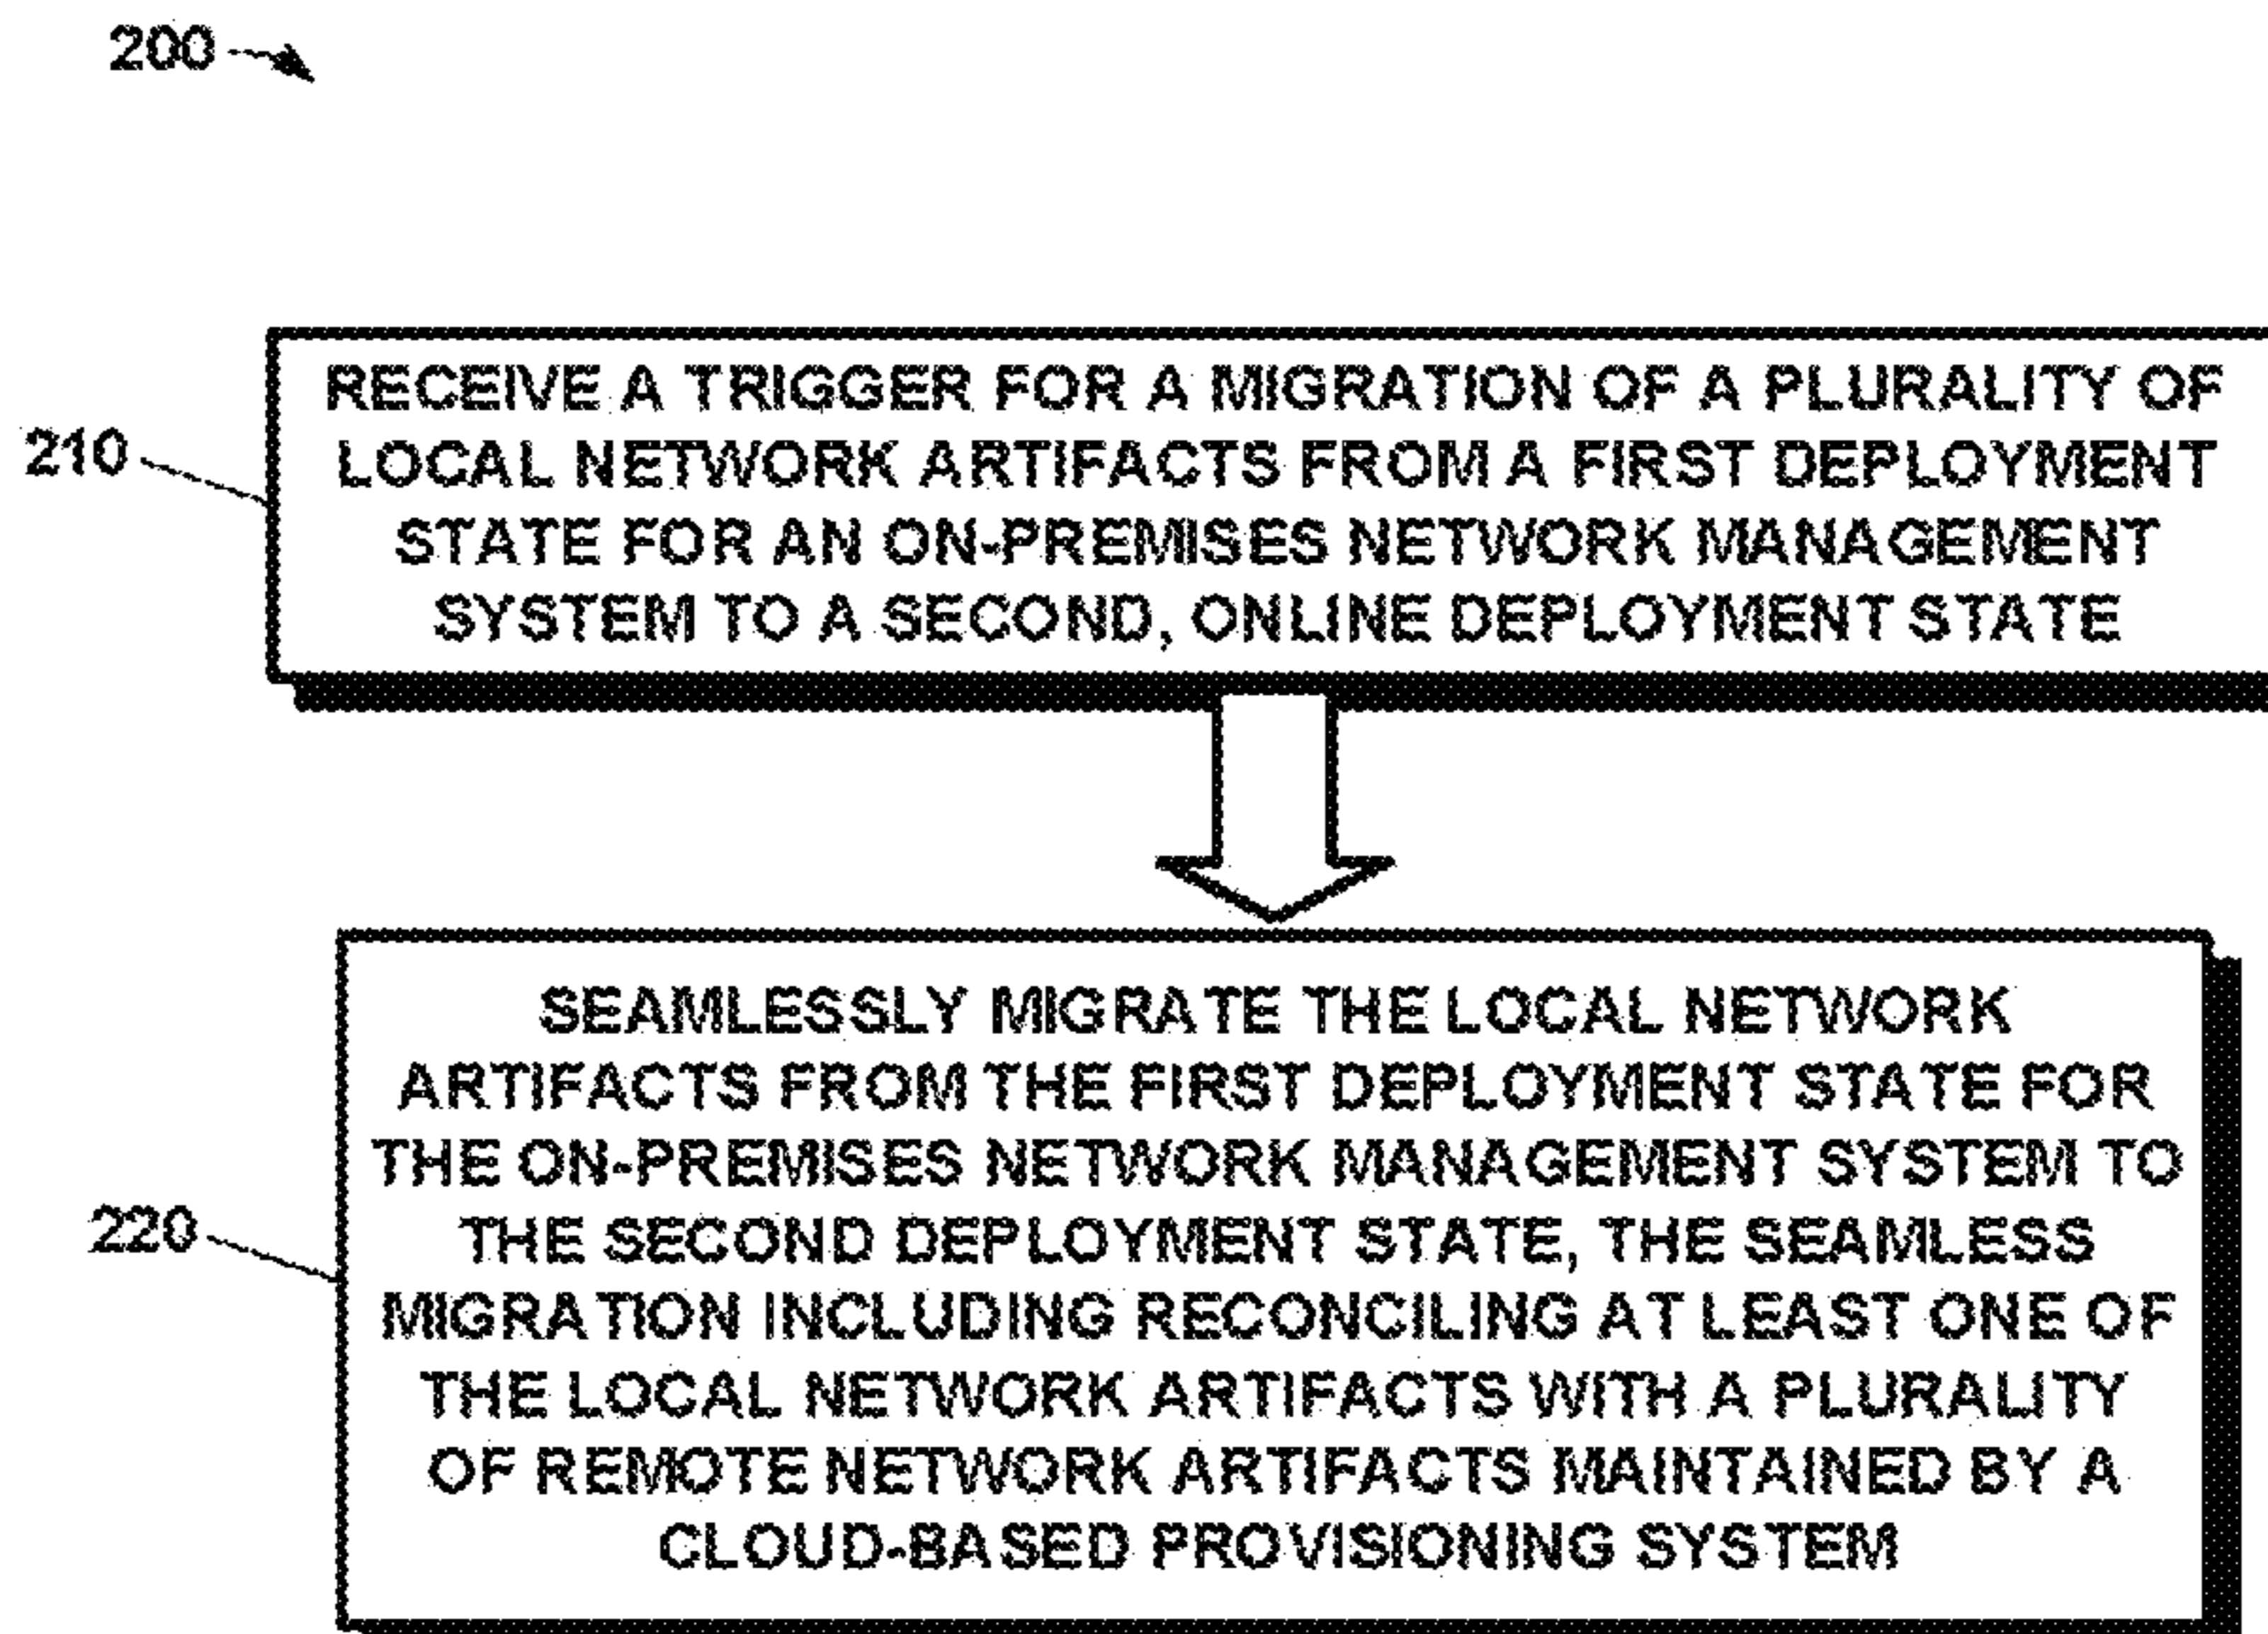 200
210
RECEIVE A TRIGGER FOR A MIGRATION OF A PLURALITY OF
LOCAL NETWORK ARTIFACTS FROM A FIRST DEPLOYMENT
STATE FOR AN ON-PREMISES NETWORK MANAGEMENT
SYSTEM TO A SECOND, ONLINE DEPLOYMENT STATE
220
SEAMLESSLY MIGRATE THE LOCAL NETWORK
ARTIFACTS FROM THE FIRST DEPLOYMENT STATE FOR
THE ON-PREMISES NETWORK MANAGEMENT SYSTEM TO
THE SECOND DEPLOYMENT STATE, THE SEAMLESS
MIGRATION INCLUDING RECONCILING AT LEAST ONE OF
THE LOCAL NETWORK ARTIFACTS WITH A PLURALITY
OF REMOTE NETWORK ARTIFACTS MAINTAINED BY A
CLOUD-BASED PROVISIONING SYSTEM